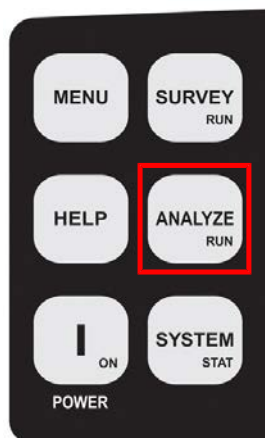 MENU
SURVEY
RUN
HELP
ANALYZE
RUN
I
ON
SYSTEM
STAT
POWER